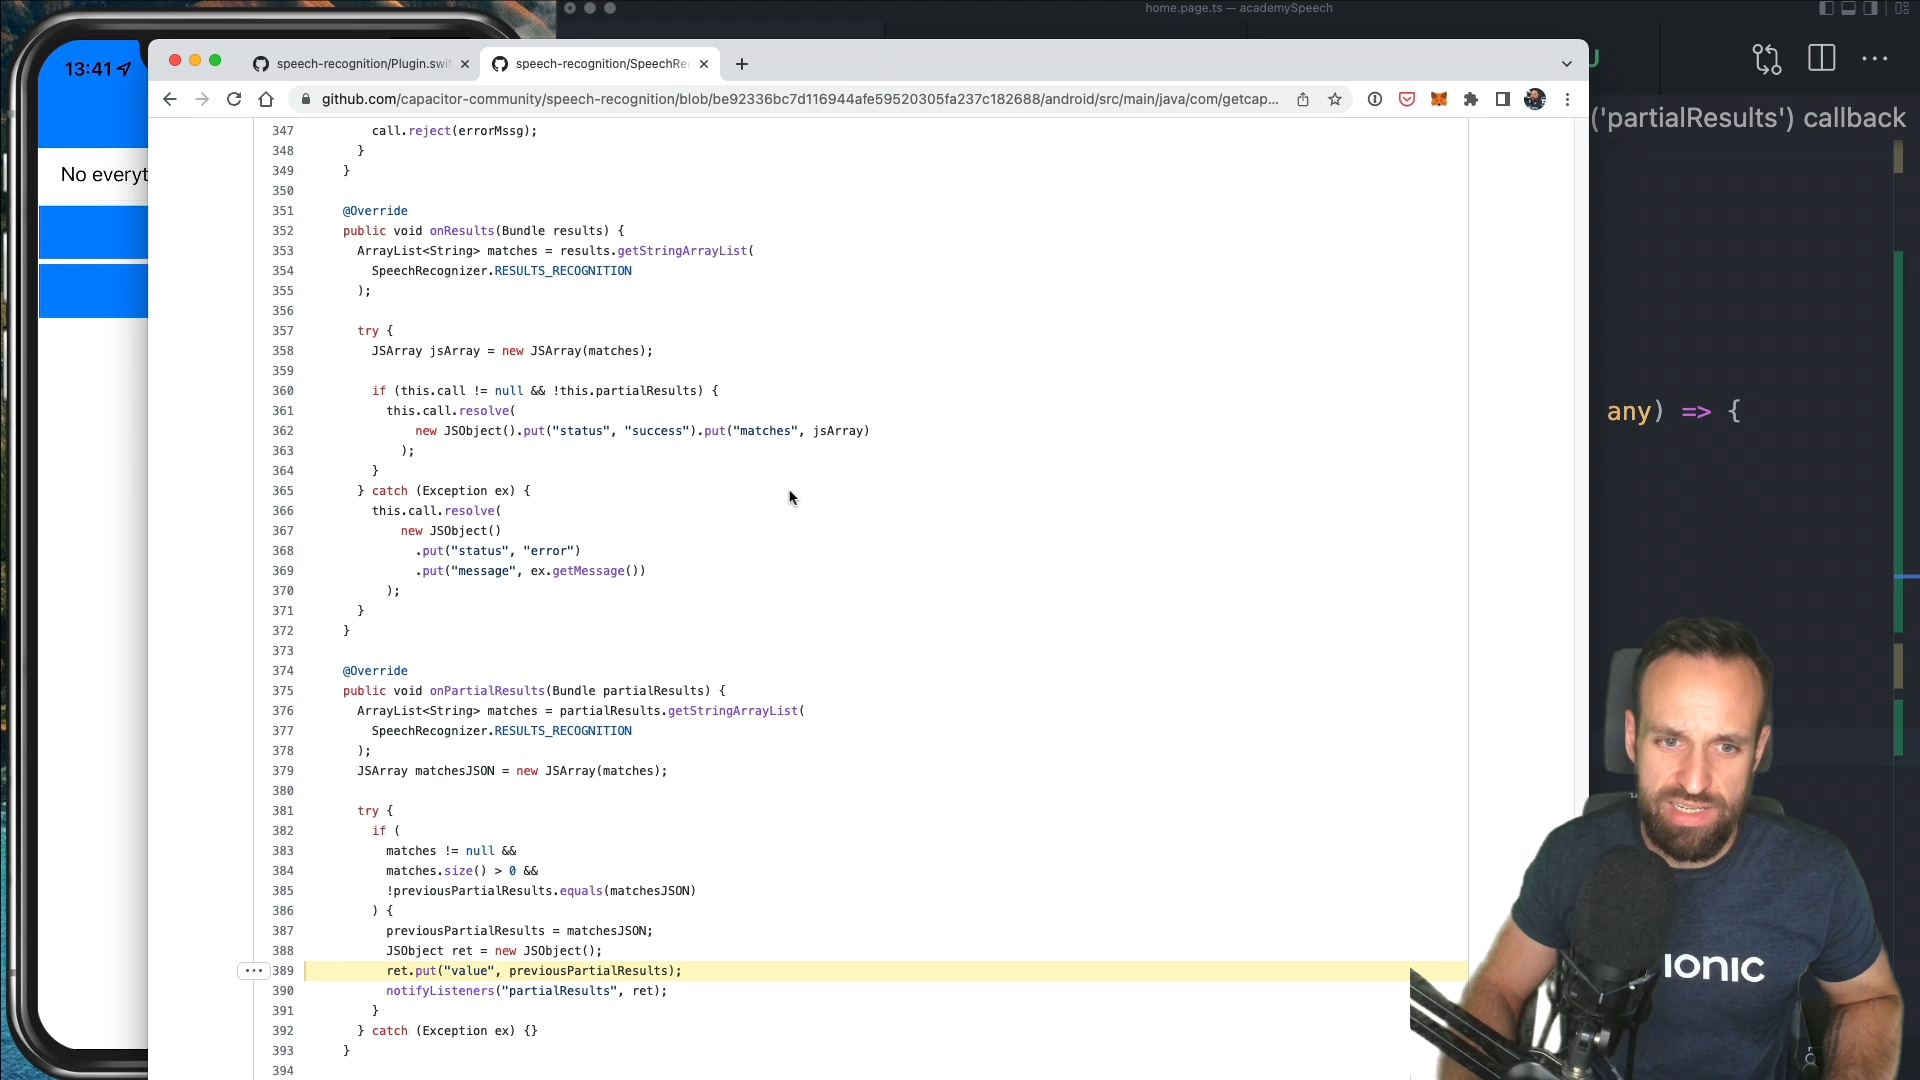 home.page.ts — academySpeech
13:41
speech-recognition/Plugin.swif
speech-recognition/SpeechRe
github.com/capacitor-community/speech-recognition/blob/be92336bc7d116944afe59520305fa237c182688/android/src/main/java/com/getcap...
('partialResults') callback
No everyt
any) => {
347 call.reject(errorMssg);
348 }
349 }
350
351 @Override
352 public void onResults(Bundle results) {
353 ArrayList<String> matches = results.getStringArrayList(
354 SpeechRecognizer.RESULTS_RECOGNITION
355 );
356
357 try {
358 JSArray jsArray = new JSArray(matches);
359
360 if (this.call != null && !this.partialResults) {
361 this.call.resolve(
362 new JSObject().put("status", "success").put("matches", jsArray)
363 );
364 }
365 } catch (Exception ex) {
366 this.call.resolve(
367 new JSObject()
368 .put("status", "error")
369 .put("message", ex.getMessage())
370 );
371 }
372 }
373
374 @Override
375 public void onPartialResults(Bundle partialResults) {
376 ArrayList<String> matches = partialResults.getStringArrayList(
377 SpeechRecognizer.RESULTS_RECOGNITION
378 );
379 JSArray matchesJSON = new JSArray(matches);
380
381 try {
382 if (
383 matches != null &&
384 matches.size() > 0 &&
385 !previousPartialResults.equals(matchesJSON)
386 ) {
387 previousPartialResults = matchesJSON;
388 JSObject ret = new JSObject();
389 ret.put("value", previousPartialResults);
390 notifyListeners("partialResults", ret);
391 }
392 } catch (Exception ex) {}
393 }
394
IONIC